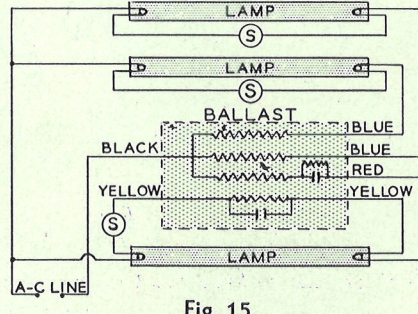 LAMP
S
LAMP
S
BALLAST
BLUE
BLACK BLUE
RED
YELLOW YELLOW
S
LAMP
A-C LINE
Fig. 15